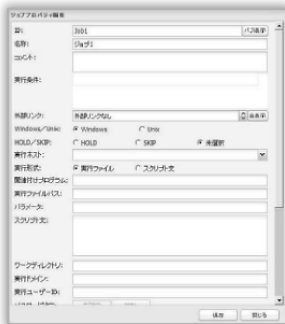 ジョブプロパティ編集
ID: J101 パス表示
名称: ジョブ1
コメント:
実行条件:
外部リンク: 外部リンクなし
Windows/Unix: Windows Unix
HOLD/SKIP: HOLD SKIP 未選択
実行ホスト:
実行形式: 実行ファイル スクリプト文
関連付けプログラム:
実行ファイルパス:
パラメータ:
スクリプト文:
ワークディレクトリ:
実行ドメイン:
実行ユーザーID:
閉じる